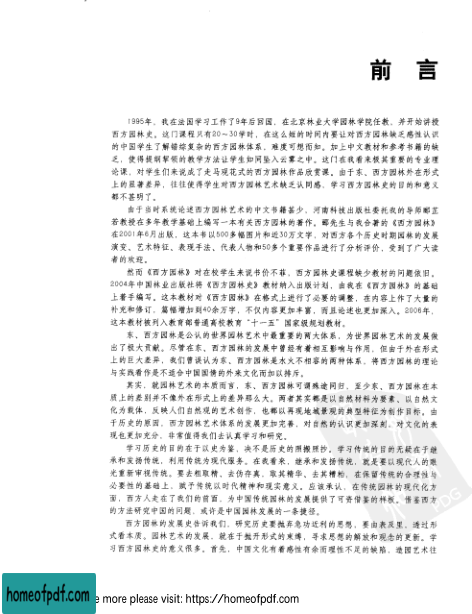 前 言
1995年，我在法国学习工作了9年后回国，在北京林业大学园林学院任教，并开始讲授
西方园林史。这门课程只有20～30学时，在这么短的时间内要让对西方园林缺乏感性认识
的中国学生了解错综复杂的西方园林体系，难度可想而知。加上中文教材和参考书籍的缺
乏，使得提纲挈领的教学方法让学生如同坠入云雾之中。这门在我看来极其重要的专业理
论课，对学生们来说成了走马观花式的西方园林作品欣赏课。由于东、西方园林外在形式
上的显著差异，往往使得学生对西方园林艺术缺乏认同感，学习西方园林史的目的和意义
都不甚明了。
由于当时系统论述西方园林艺术的中文书籍甚少，河南科技出版社委托我的导师郦芷
若教授在多年教学基础上编写一本有关西方园林的著作。郦先生与我合著的《西方园林》
在2001年6月出版，这本书以500多幅图片和近30万文字，对西方各个历史时期园林的发展
演变、艺术特征、表现手法、代表人物和50多个重要作品进行了分析评价，受到了广大读
者的欢迎。
然而《西方园林》对在校学生来说书价不菲，西方园林史课程缺少教材的问题依旧。
2004年中国林业出版社将《西方园林史》教材纳入出版计划，由我在《西方园林》的基础
上着手编写。这本教材对《西方园林》在格式上进行了必要的调整，在内容上作了大量的
补充和修订，篇幅增加到40余万字，不仅内容更加丰富，而且论述也更加深入。2006年，
这本教材被列入教育部普通高校教育“十一五”国家级规划教材。
东、西方园林是公认的世界园林艺术中最重要的两大体系，为世界园林艺术的发展做
出了极大贡献。尽管在东、西方园林的发展中曾经有着相互影响与作用，但由于外在形式
上的巨大差异，我们曾误认为东、西方园林是水火不相容的两种体系，将西方园林的理论
与实践看作是不适合中国国情的外来文化而加以排斥。
其实，就园林艺术的本质而言，东、西方园林可谓殊途同归，至少东、西方园林在本
质上的差别并不像外在形式上的差异那么大。两者其实都是以自然材料为要素、以自然文
化为载体，反映人们自然观的艺术创作，也都以再现地域景观的典型特征为创作目标。由
于历史的原因，西方园林艺术体系的发展更加完善，对自然的认识更加深刻，对文化的表
现也更加充分，非常值得我们去认真学习和研究。
学习历史的目的在于以史为鉴，决不是历史的照搬照抄。学习传统的目的无疑在于继
承和发扬传统，利用传统为现代服务。在我看来，继承和发扬传统，就是要以现代人的眼
光重新审视传统。要去粗取精、去伪存真，取其精华、去其糟粕，在保留传统的合理性与
必要性的基础上，赋予传统以时代精神和现实意义。应该承认，在传统园林的现代化方
面，西方人走在了我们的前面，为中国传统园林的发展提供了可资借鉴的样板。借鉴西方
的方法研究中国的问题，或许是中国园林发展的一条捷径。
西方园林的发展史告诉我们，研究历史要抛弃急功近利的思想，要由表及里，透过形
式看本质。园林艺术的发展，就在于抛开形式的束缚，寻求思想的解放和观念的更新。学
习西方园林史的意义很多。首先，中国文化有着感性有余而理性不足的缺陷，造园艺术往
PDG
homeofpdf.com
e more please visit: https://homeofpdf.com